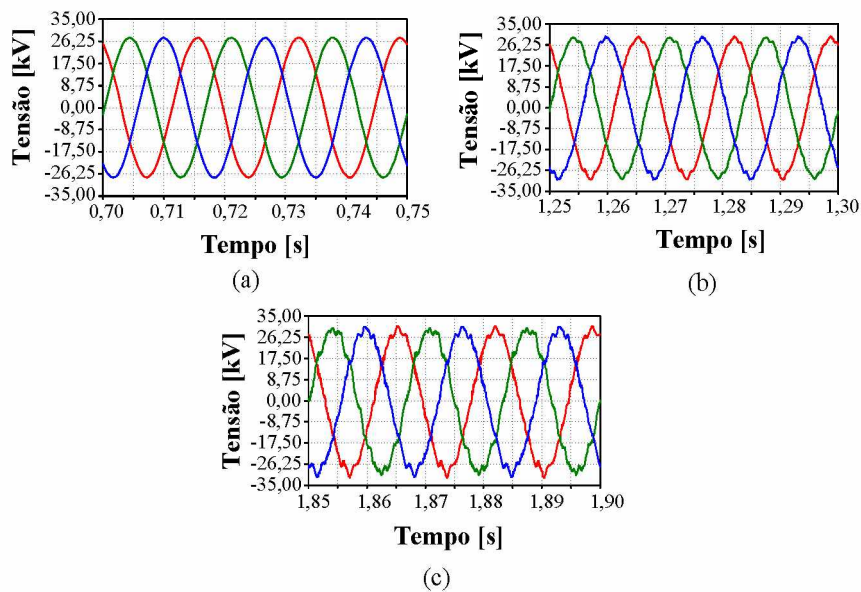 Tensão [kV]
35,00
26,25
17,50
8,75
0,00
-8,75
-17,50
-26,25
-35,00
0,70 0,71 0,72 0,73 0,74 0,75
Tempo [s]
(a)
Tensão [kV]
35,00
26,25
17,50
8,75
0,00
-8,75
-17,50
-26,25
-35,00
1,25 1,26 1,27 1,28 1,29 1,30
Tempo [s]
(b)
Tensão [kV]
35,00
26,25
17,50
8,75
0,00
-8,75
-17,50
-26,25
-35,00
1,85 1,86 1,87 1,88 1,89 1,90
Tempo [s]
(c)